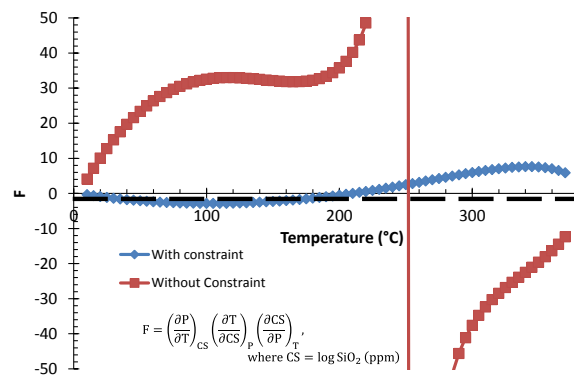 50
40
30
20
10
0
-10
-20
-30
-40
-50
F
0
100
200
300
Temperature (°C)
With constraint
Without Constraint
F = (∂P/∂T)_CS (∂T/∂CS)_P (∂CS/∂P)_T,
where CS = log SiO₂ (ppm)